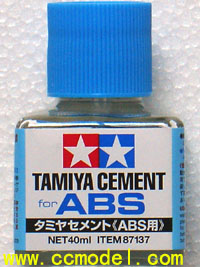 TAMIYA CEMENT
for ABS
タミヤセメント《ABS用》
NET40ml ITEM87137
www.ccmodel.com